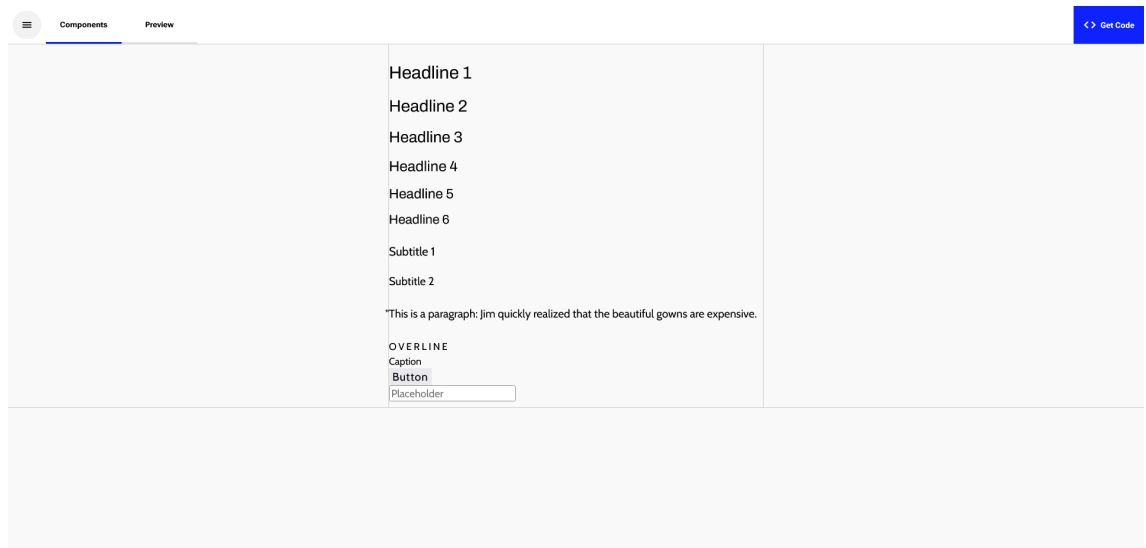 Components
Preview
<> Get Code
Headline 1
Headline 2
Headline 3
Headline 4
Headline 5
Headline 6
Subtitle 1
Subtitle 2
"This is a paragraph: Jim quickly realized that the beautiful gowns are expensive.
OVERLINE
Caption
Button
Placeholder